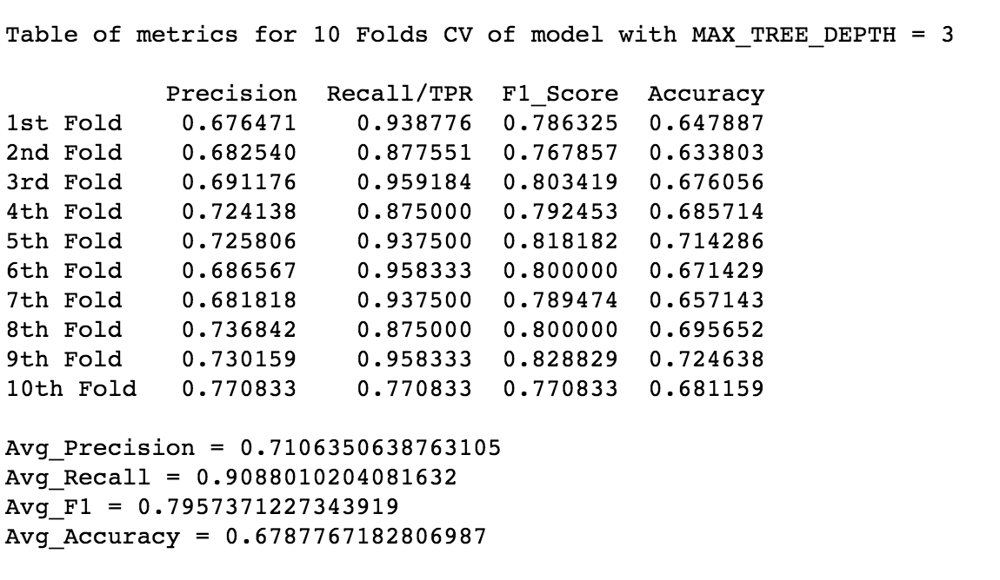 Table of metrics for 10 Folds CV of model with MAX_TREE_DEPTH = 3
Precision Recall/TPR F1_Score Accuracy
1st Fold 0.676471 0.938776 0.786325 0.647887
2nd Fold 0.682540 0.877551 0.767857 0.633803
3rd Fold 0.691176 0.959184 0.803419 0.676056
4th Fold 0.724138 0.875000 0.792453 0.685714
5th Fold 0.725806 0.937500 0.818182 0.714286
6th Fold 0.686567 0.958333 0.800000 0.671429
7th Fold 0.681818 0.937500 0.789474 0.657143
8th Fold 0.736842 0.875000 0.800000 0.695652
9th Fold 0.730159 0.958333 0.828829 0.724638
10th Fold 0.770833 0.770833 0.770833 0.681159
Avg_Precision = 0.7106350638763105
Avg_Recall = 0.9088010204081632
Avg_F1 = 0.7957371227343919
Avg_Accuracy = 0.6787767182806987